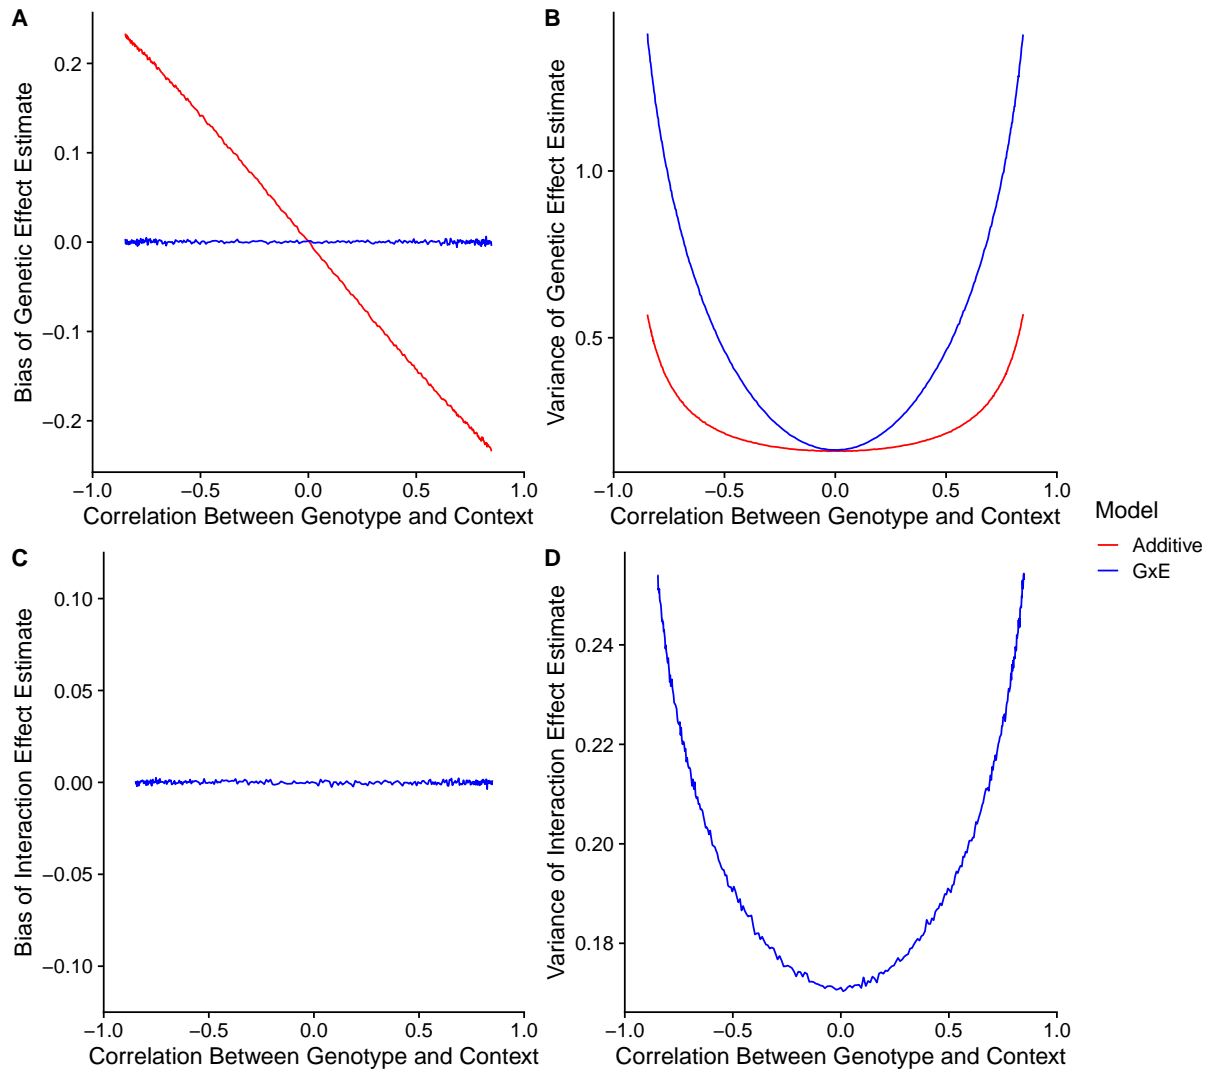 A
Bias of Genetic Effect Estimate
0.2
0.1
0.0
−0.1
−0.2
−1.0 −0.5 0.0 0.5 1.0
Correlation Between Genotype and Context
B
Variance of Genetic Effect Estimate
1.0
0.5
−1.0 −0.5 0.0 0.5 1.0
Correlation Between Genotype and Context
C
Bias of Interaction Effect Estimate
0.10
0.05
0.00
−0.05
−0.10
−1.0 −0.5 0.0 0.5 1.0
Correlation Between Genotype and Context
D
Variance of Interaction Effect Estimate
0.24
0.22
0.20
0.18
−1.0 −0.5 0.0 0.5 1.0
Correlation Between Genotype and Context
Model
Additive
GxE